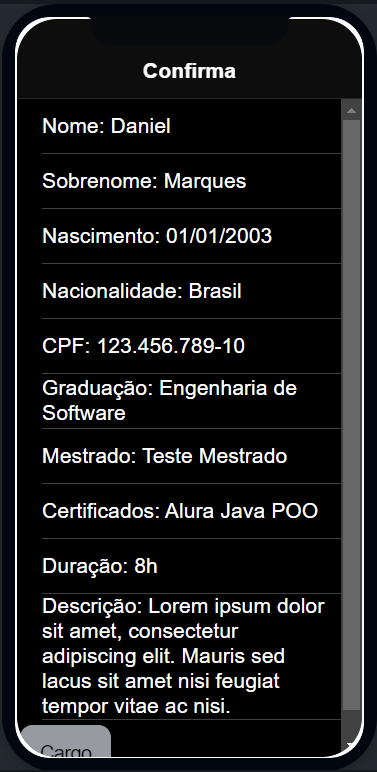 Confirma
Nome: Daniel
Sobrenome: Marques
Nascimento: 01/01/2003
Nacionalidade: Brasil
CPF: 123.456.789-10
Graduação: Engenharia de
Software
Mestrado: Teste Mestrado
Certificados: Alura Java POO
Duração: 8h
Descrição: Lorem ipsum dolor
sit amet, consectetur
adipiscing elit. Mauris sed
lacus sit amet nisi feugiat
tempor vitae ac nisi.
Cargo